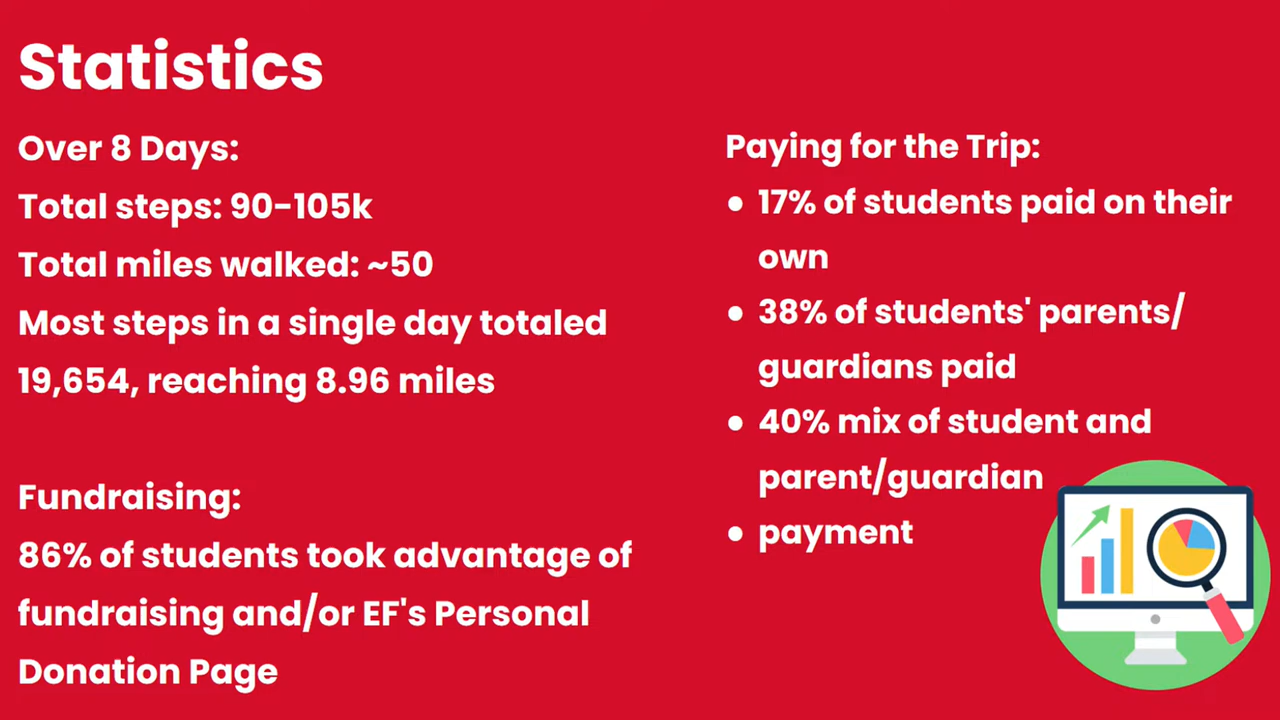 Statistics
Over 8 Days:
Total steps: 90-105k
Total miles walked: ~50
Most steps in a single day totaled
19,654, reaching 8.96 miles
Fundraising:
86% of students took advantage of
fundraising and/or EF's Personal
Donation Page
Paying for the Trip:
● 17% of students paid on their
own
● 38% of students' parents/
guardians paid
● 40% mix of student and
parent/guardian
● payment